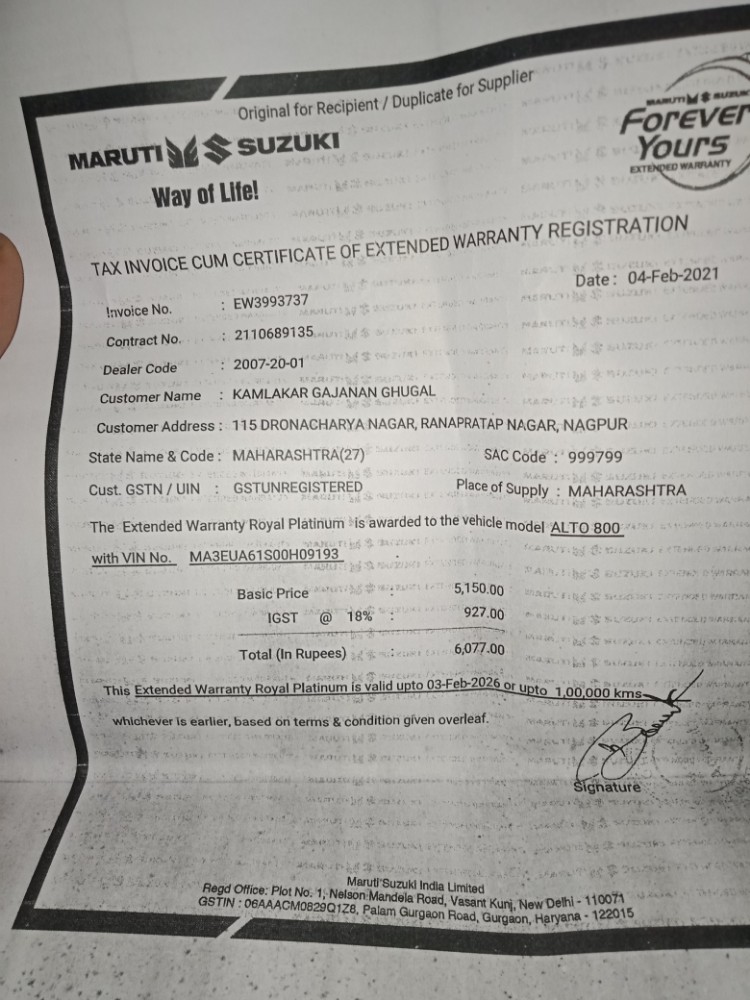 Original for Recipient / Duplicate for Supplier
MARUTI SUZUKI
Way of Life!
MARUTI SUZUKI
Forever
Yours
EXTENDED WARRANTY
TAX INVOICE CUM CERTIFICATE OF EXTENDED WARRANTY REGISTRATION
Date : 04-Feb-2021
Invoice No. : EW3993737
Contract No. : 2110689135
Dealer Code : 2007-20-01
Customer Name : KAMLAKAR GAJANAN GHUGAL
Customer Address : 115 DRONACHARYA NAGAR, RANAPRATAP NAGAR, NAGPUR
State Name & Code : MAHARASHTRA(27) SAC Code : 999799
Cust. GSTN / UIN : GSTUNREGISTERED Place of Supply : MAHARASHTRA
The Extended Warranty Royal Platinum is awarded to the vehicle model ALTO 800
with VIN No. MA3EUA61S00H09193
Basic Price : 5,150.00
IGST @ 18% : 927.00
Total (In Rupees) : 6,077.00
This Extended Warranty Royal Platinum is valid upto 03-Feb-2026 or upto 1,00,000 kms
whichever is earlier, based on terms & condition given overleaf.
Signature
Maruti Suzuki India Limited
Regd Office: Plot No. 1, Nelson Mandela Road, Vasant Kunj, New Delhi - 110071
GSTIN : 06AAACM0829Q1Z8, Palam Gurgaon Road, Gurgaon, Haryana - 122015